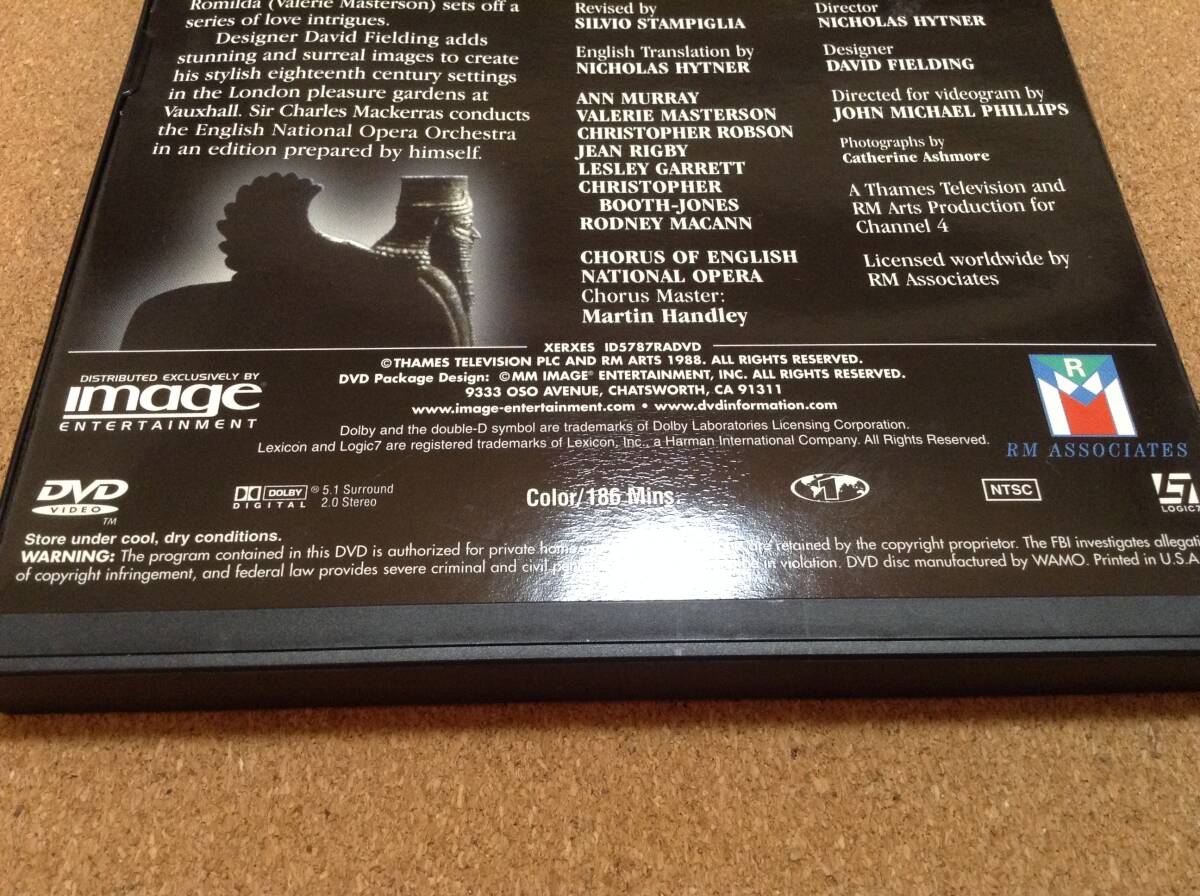 Romilda (Valerie Masterson) sets off a
series of love intrigues.
Designer David Fielding adds
stunning and surreal images to create
his stylish eighteenth century settings
in the London pleasure gardens at
Vauxhall. Sir Charles Mackerras conducts
the English National Opera Orchestra
in an edition prepared by himself.
Revised by
SILVIO STAMPIGLIA
English Translation by
NICHOLAS HYTNER
ANN MURRAY
VALERIE MASTERSON
CHRISTOPHER ROBSON
JEAN RIGBY
LESLEY GARRETT
CHRISTOPHER
BOOTH-JONES
RODNEY MACANN
CHORUS OF ENGLISH
NATIONAL OPERA
Chorus Master:
Martin Handley
Director
NICHOLAS HYTNER
Designer
DAVID FIELDING
Directed for videogram by
JOHN MICHAEL PHILLIPS
Photographs by
Catherine Ashmore
A Thames Television and
RM Arts Production for
Channel 4
Licensed worldwide by
RM Associates
XERXES ID5787RADVD
©THAMES TELEVISION PLC AND RM ARTS 1988. ALL RIGHTS RESERVED.
DVD Package Design: ©MM IMAGE® ENTERTAINMENT, INC. ALL RIGHTS RESERVED.
9333 OSO AVENUE, CHATSWORTH, CA 91311
www.image-entertainment.com • www.dvdinformation.com
Dolby and the double-D symbol are trademarks of Dolby Laboratories Licensing Corporation.
Lexicon and Logic7 are registered trademarks of Lexicon, Inc., a Harman International Company. All Rights Reserved.
DISTRIBUTED EXCLUSIVELY BY
image®
ENTERTAINMENT
R
M
RM ASSOCIATES
DVD
VIDEO
TM
DOLBY
DIGITAL
® 5.1 Surround
2.0 Stereo
Color/186 Mins.
1
NTSC
L7
LOGIC7
Store under cool, dry conditions.
WARNING: The program contained in this DVD is authorized for private home are retained by the copyright proprietor. The FBI investigates allegati
of copyright infringement, and federal law provides severe criminal and civil in violation. DVD disc manufactured by WAMO. Printed in U.S.A.